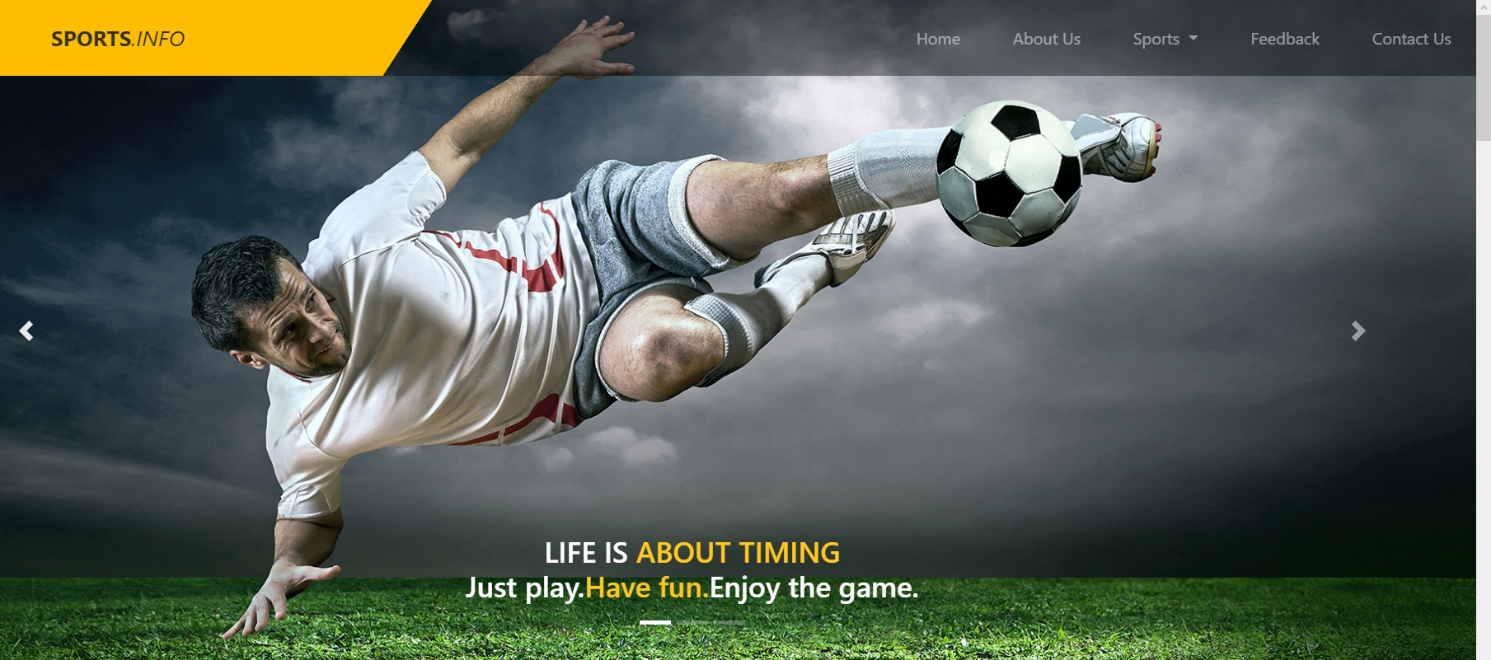 SPORTS.INFO
Home About Us Sports Feedback Contact Us
LIFE IS ABOUT TIMING
Just play.Have fun.Enjoy the game.